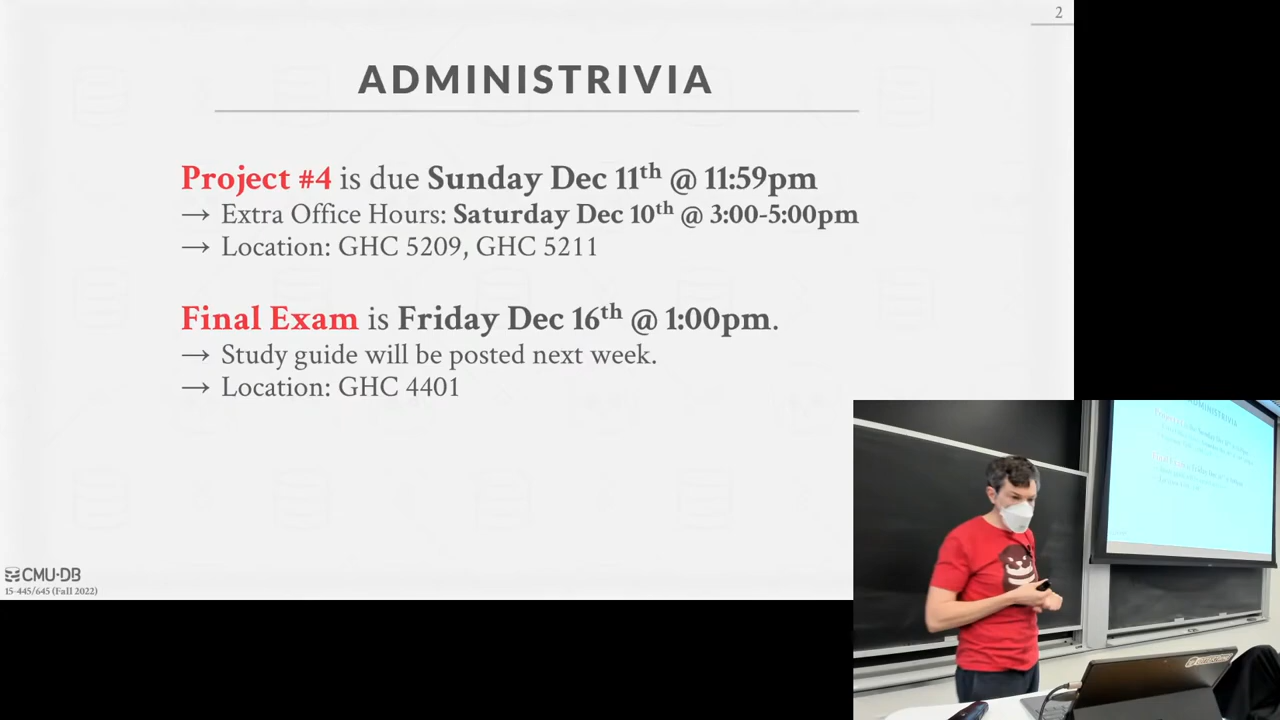 2
ADMINISTRIVIA
Project #4 is due Sunday Dec 11th @ 11:59pm
→ Extra Office Hours: Saturday Dec 10th @ 3:00-5:00pm
→ Location: GHC 5209, GHC 5211
Final Exam is Friday Dec 16th @ 1:00pm.
→ Study guide will be posted next week.
→ Location: GHC 4401
CMU·DB
15-445/645 (Fall 2022)